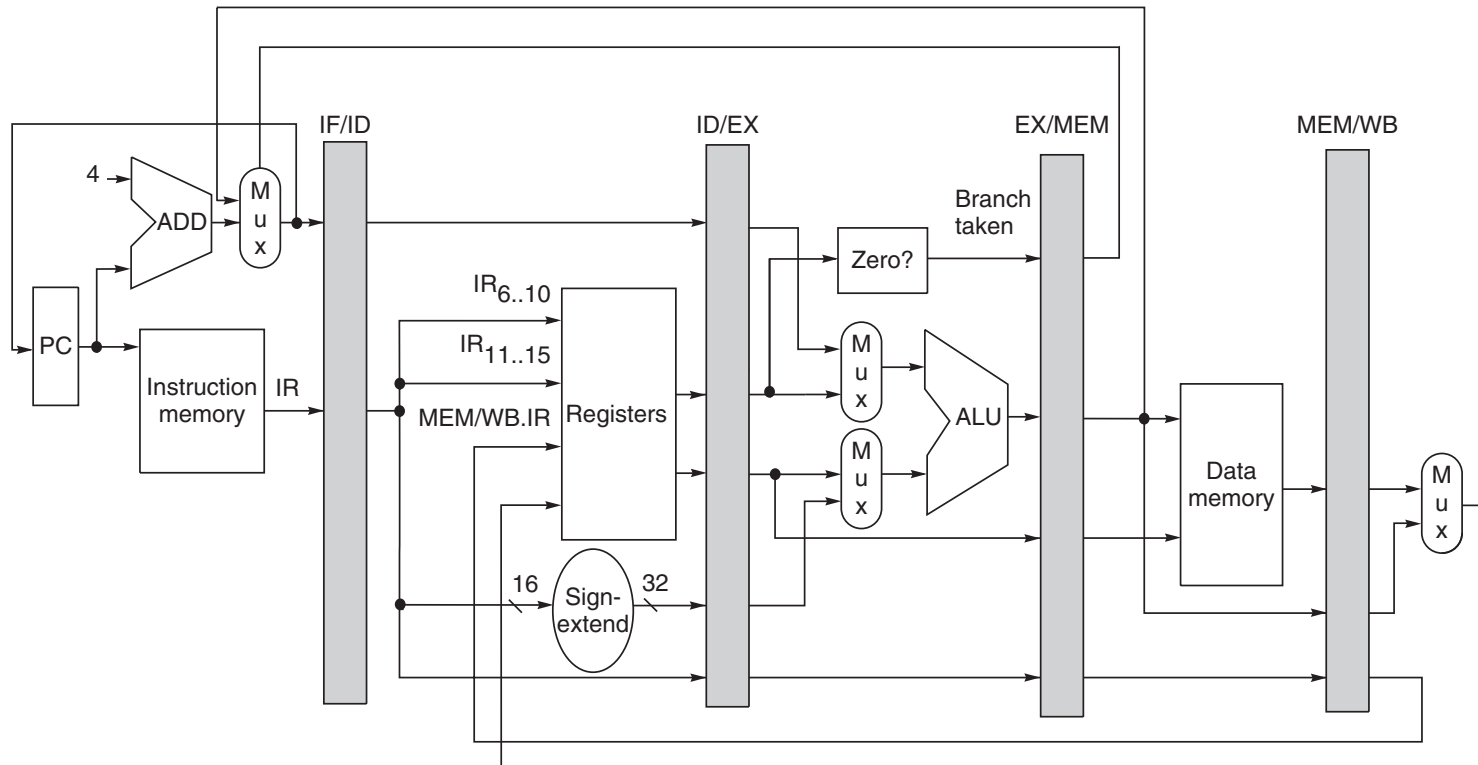 IF/ID
ID/EX
EX/MEM
MEM/WB
4
ADD
M
u
x
Branch
taken
Zero?
IR6..10
IR11..15
MEM/WB.IR
PC
Instruction
memory
IR
Registers
M
u
x
M
u
x
ALU
Data
memory
M
u
x
16
Sign-
extend
32